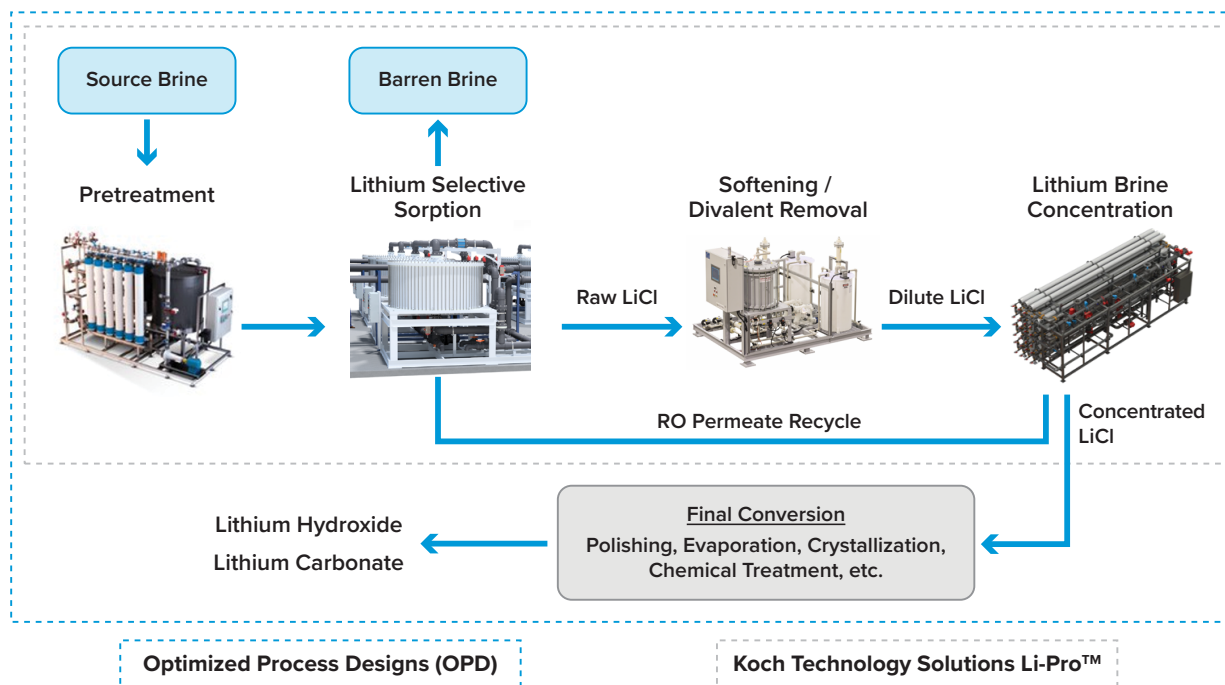 Source Brine
Barren Brine
Pretreatment
Lithium Selective
Sorption
Softening /
Divalent Removal
Lithium Brine
Concentration
Raw LiCl
Dilute LiCl
RO Permeate Recycle
Concentrated
LiCl
Final Conversion
Polishing, Evaporation, Crystallization,
Chemical Treatment, etc.
Lithium Hydroxide
Lithium Carbonate
Optimized Process Designs (OPD)
Koch Technology Solutions Li-Pro™